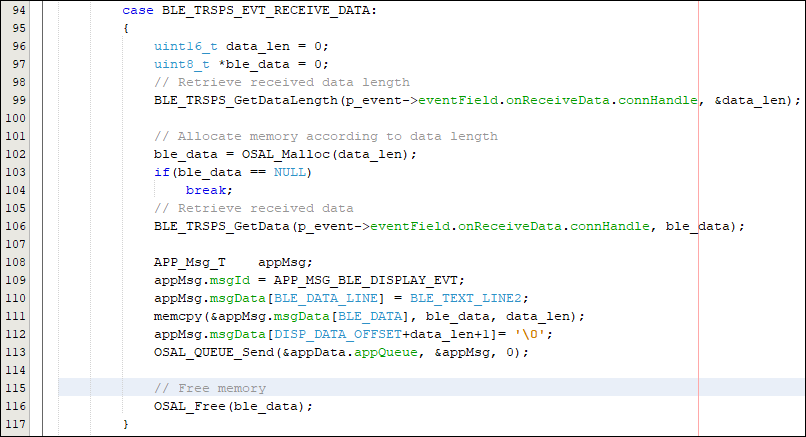 94 case BLE_TRSPS_EVT_RECEIVE_DATA:
95 {
96 uint16_t data_len = 0;
97 uint8_t *ble_data = 0;
98 // Retrieve received data length
99 BLE_TRSPS_GetDataLength(p_event->eventField.onReceiveData.connHandle, &data_len);
100
101 // Allocate memory according to data length
102 ble_data = OSAL_Malloc(data_len);
103 if(ble_data == NULL)
104 break;
105 // Retrieve received data
106 BLE_TRSPS_GetData(p_event->eventField.onReceiveData.connHandle, ble_data);
107
108 APP_Msg_T    appMsg;
109 appMsg.msgId = APP_MSG_BLE_DISPLAY_EVT;
110 appMsg.msgData[BLE_DATA_LINE] = BLE_TEXT_LINE2;
111 memcpy(&appMsg.msgData[BLE_DATA], ble_data, data_len);
112 appMsg.msgData[DISP_DATA_OFFSET+data_len+1]= '\0';
113 OSAL_QUEUE_Send(&appData.appQueue, &appMsg, 0);
114
115 // Free memory
116 OSAL_Free(ble_data);
117 }